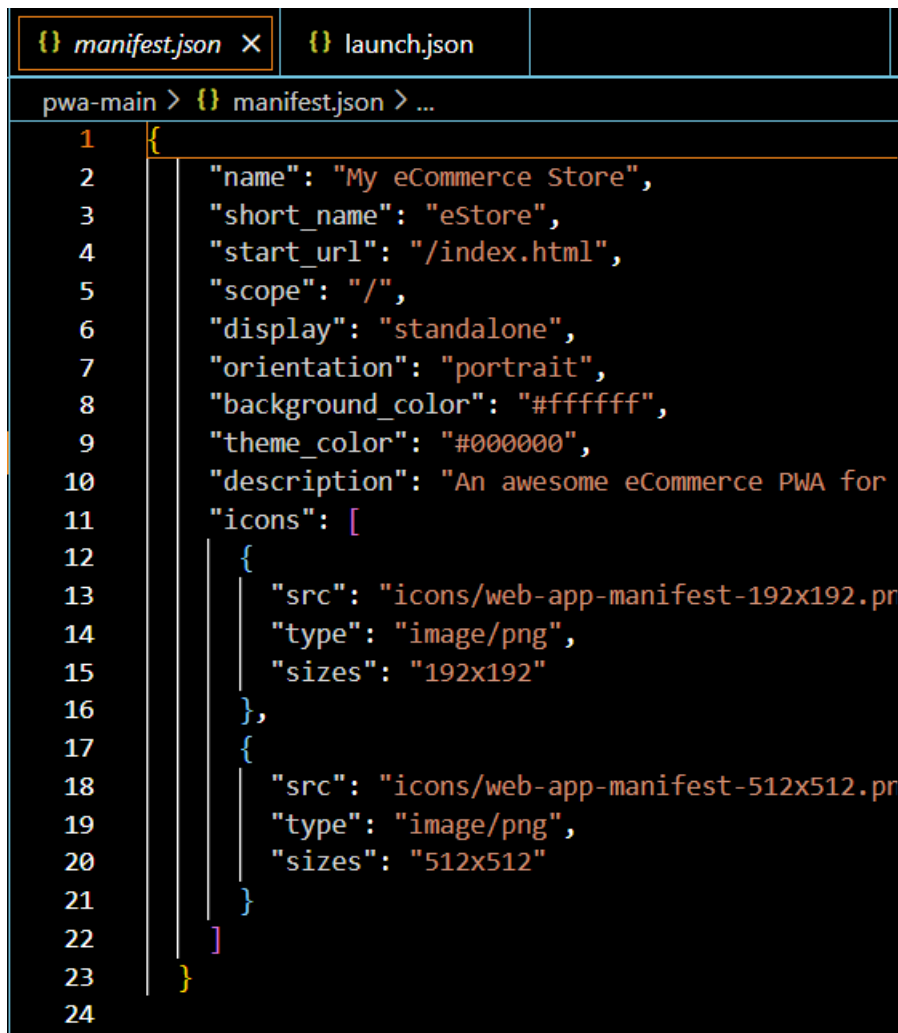 {} manifest.json × {} launch.json
pwa-main > {} manifest.json > ...
1 {
2 "name": "My eCommerce Store",
3 "short_name": "eStore",
4 "start_url": "/index.html",
5 "scope": "/",
6 "display": "standalone",
7 "orientation": "portrait",
8 "background_color": "#ffffff",
9 "theme_color": "#000000",
10 "description": "An awesome eCommerce PWA for
11 "icons": [
12 {
13 "src": "icons/web-app-manifest-192x192.pn
14 "type": "image/png",
15 "sizes": "192x192"
16 },
17 {
18 "src": "icons/web-app-manifest-512x512.pn
19 "type": "image/png",
20 "sizes": "512x512"
21 }
22 ]
23 }
24